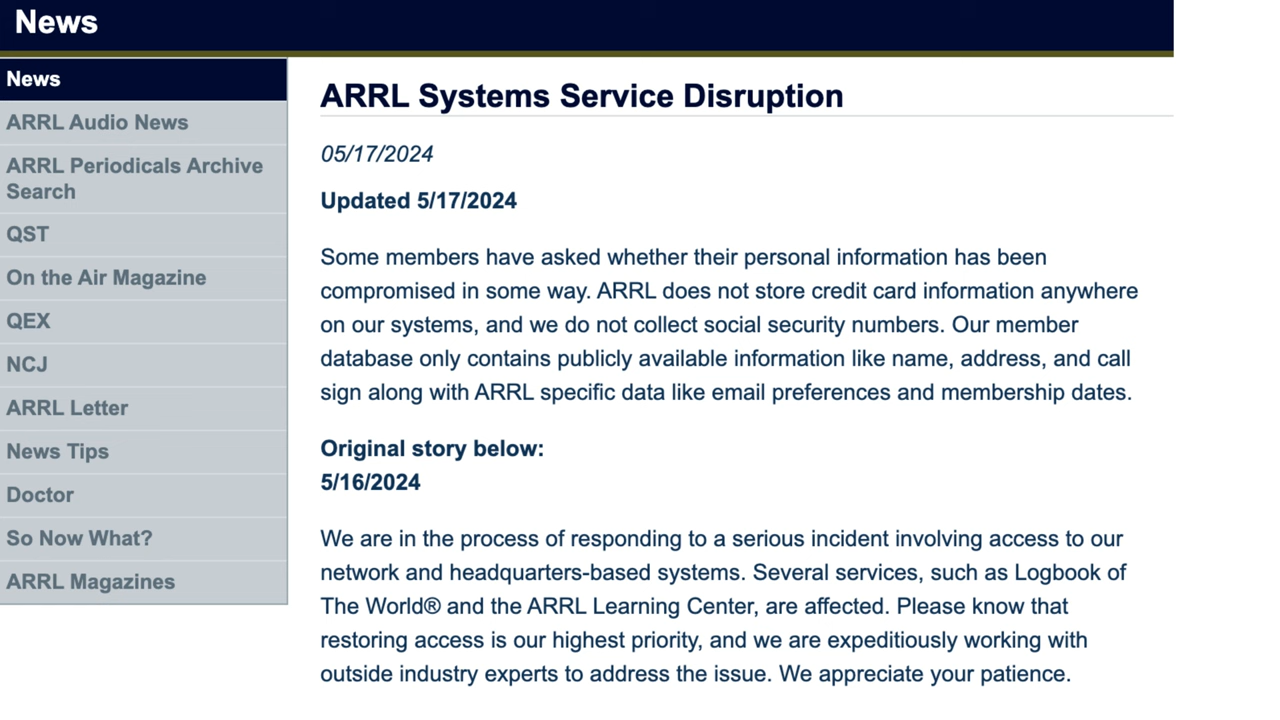 News
News
ARRL Audio News
ARRL Periodicals Archive
Search
QST
On the Air Magazine
QEX
NCJ
ARRL Letter
News Tips
Doctor
So Now What?
ARRL Magazines
ARRL Systems Service Disruption
05/17/2024
Updated 5/17/2024
Some members have asked whether their personal information has been
compromised in some way. ARRL does not store credit card information anywhere
on our systems, and we do not collect social security numbers. Our member
database only contains publicly available information like name, address, and call
sign along with ARRL specific data like email preferences and membership dates.
Original story below:
5/16/2024
We are in the process of responding to a serious incident involving access to our
network and headquarters-based systems. Several services, such as Logbook of
The World® and the ARRL Learning Center, are affected. Please know that
restoring access is our highest priority, and we are expeditiously working with
outside industry experts to address the issue. We appreciate your patience.